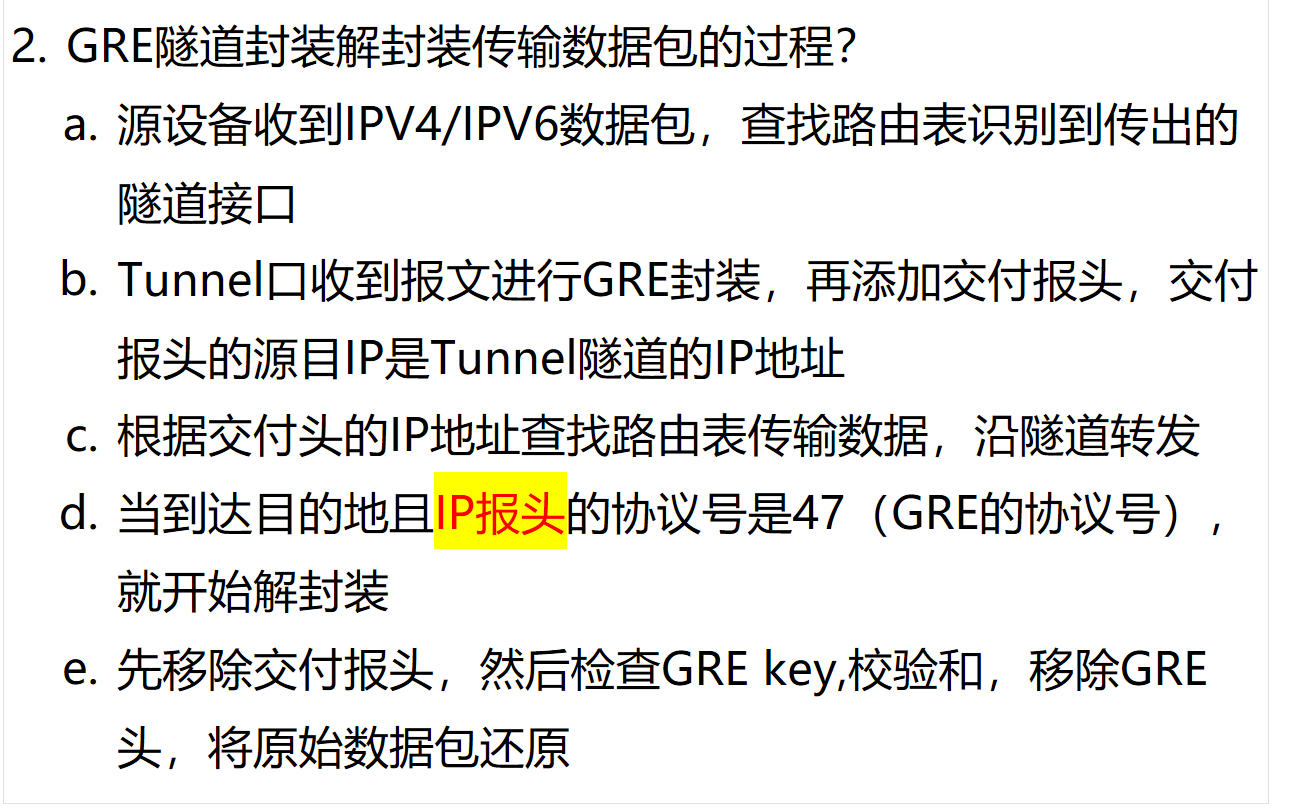 2. GRE隧道封装解封装传输数据包的过程？
a. 源设备收到IPV4/IPV6数据包，查找路由表识别到传出的
隧道接口
b. Tunnel口收到报文进行GRE封装，再添加交付报头，交付
报头的源目IP是Tunnel隧道的IP地址
c. 根据交付头的IP地址查找路由表传输数据，沿隧道转发
d. 当到达目的地且IP报头的协议号是47（GRE的协议号），
就开始解封装
e. 先移除交付报头，然后检查GRE key,校验和，移除GRE
头，将原始数据包还原